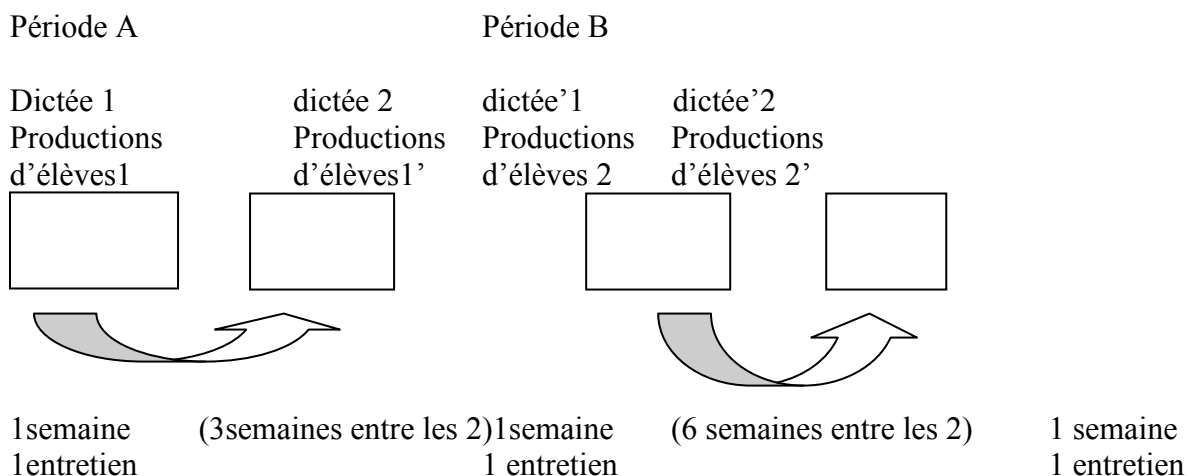 Période A Période B
Dictée 1 dictée 2 dictée’1 dictée’2
Productions Productions Productions Productions
d’élèves1 d’élèves1’ d’élèves 2 d’élèves 2’
1semaine (3semaines entre les 2)1semaine (6 semaines entre les 2) 1 semaine
1entretien 1 entretien 1 entretien